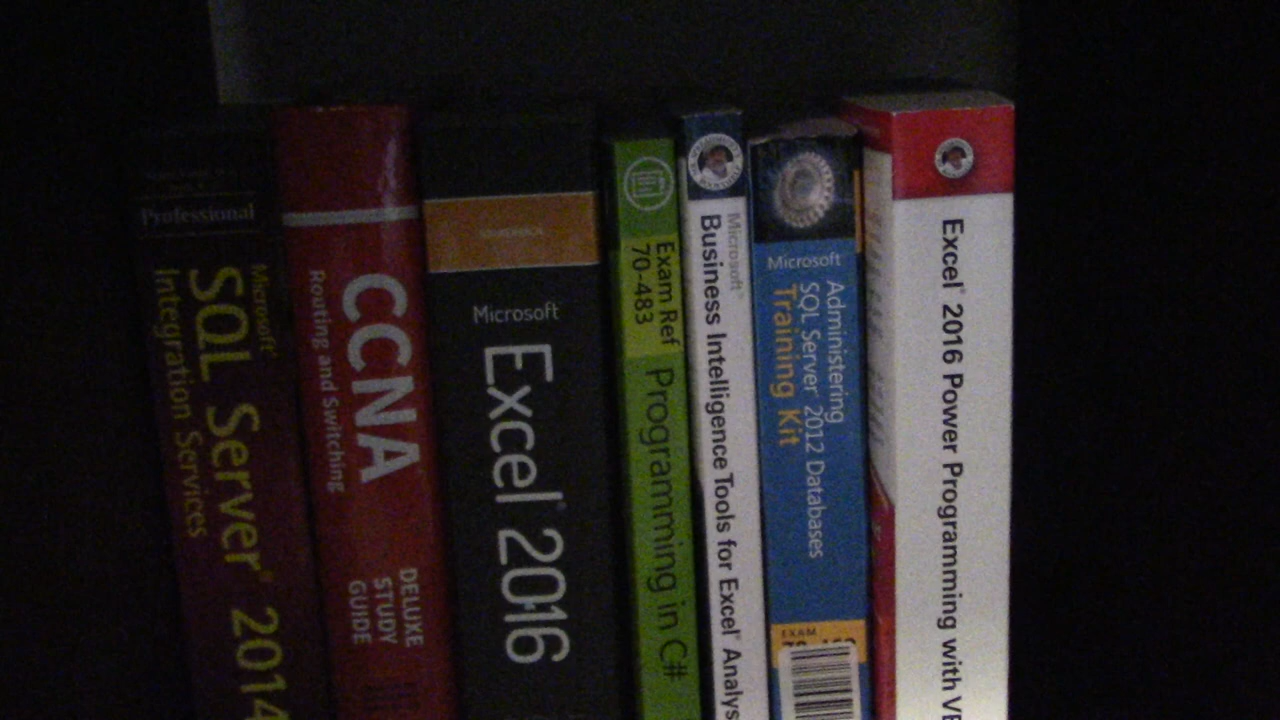 Professional
Microsoft®
SQL Server® 2014
Integration Services
CCNA
Routing and Switching
DELUXE
STUDY
GUIDE
Microsoft
Excel® 2016
Exam Ref
70-483
Programming in C#
Microsoft®
Business Intelligence Tools for Excel® Analys
Microsoft
Administering
SQL Server 2012 Databases
Training Kit
EXAM
Excel® 2016 Power Programming with VB